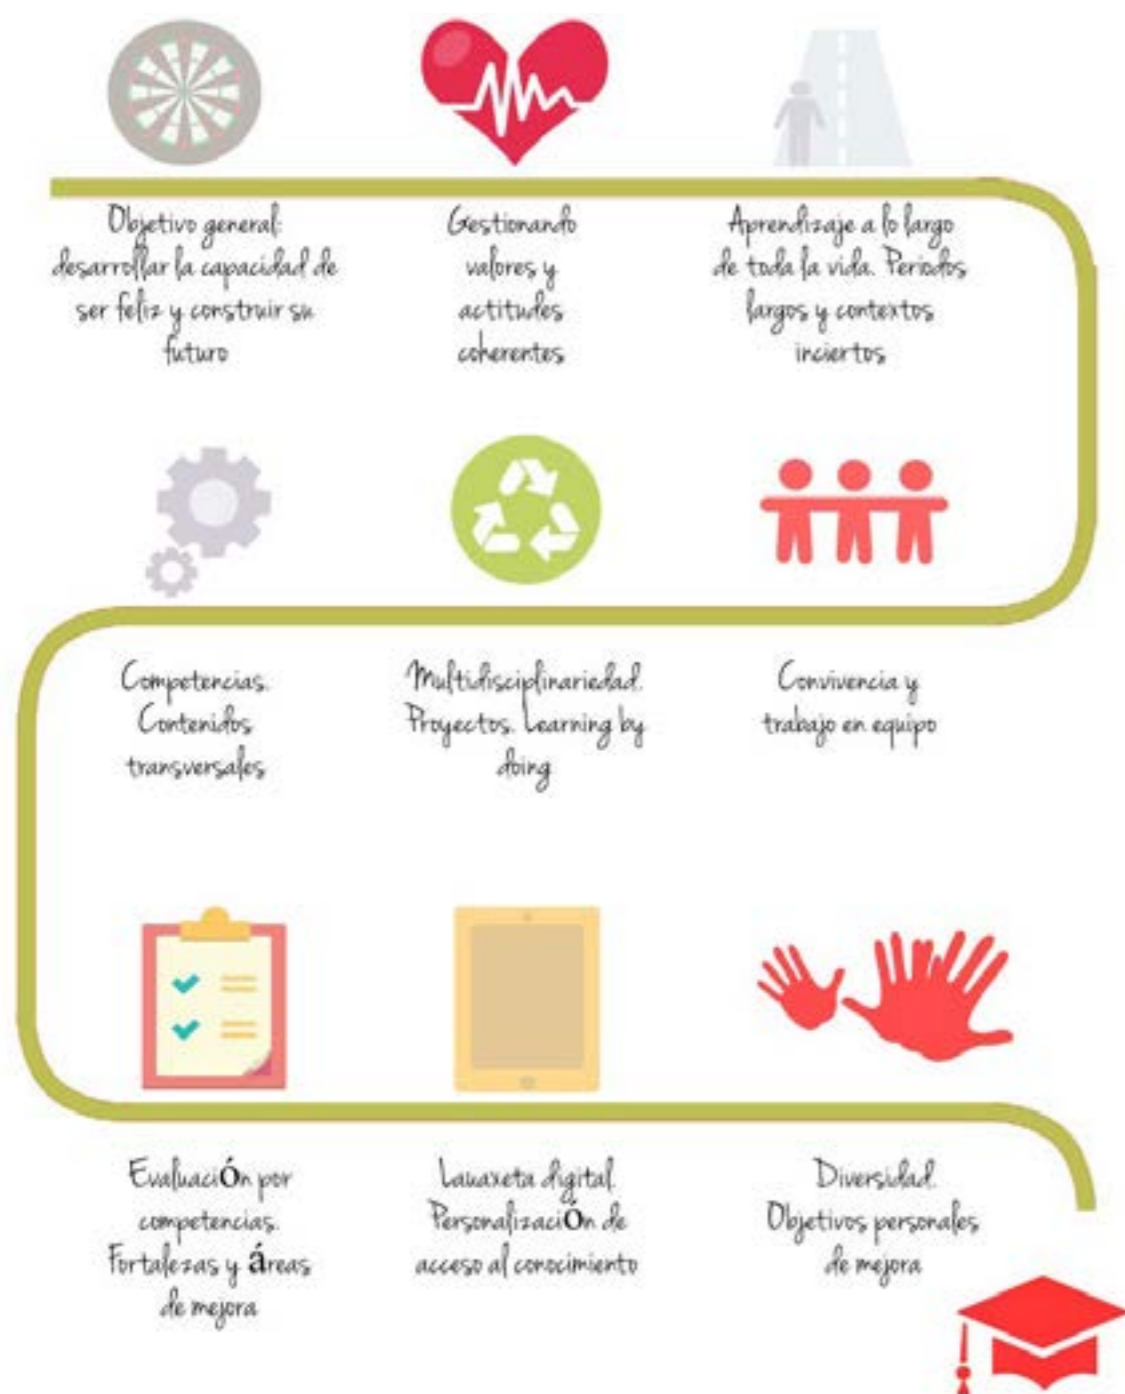 Objetivo general:
desarrollar la capacidad de
ser feliz y construir su
futuro
Gestionando
valores y
actitudes
coherentes
Aprendizaje a lo largo
de toda la vida. Periodos
largos y contextos
inciertos
Competencias.
Contenidos
transversales
Multidisciplinariedad.
Proyectos. Learning by
doing
Convivencia y
trabajo en equipo
Evaluación por
competencias.
Fortalezas y áreas
de mejora
Lauaxeta digital.
Personalización de
acceso al conocimiento
Diversidad.
Objetivos personales
de mejora